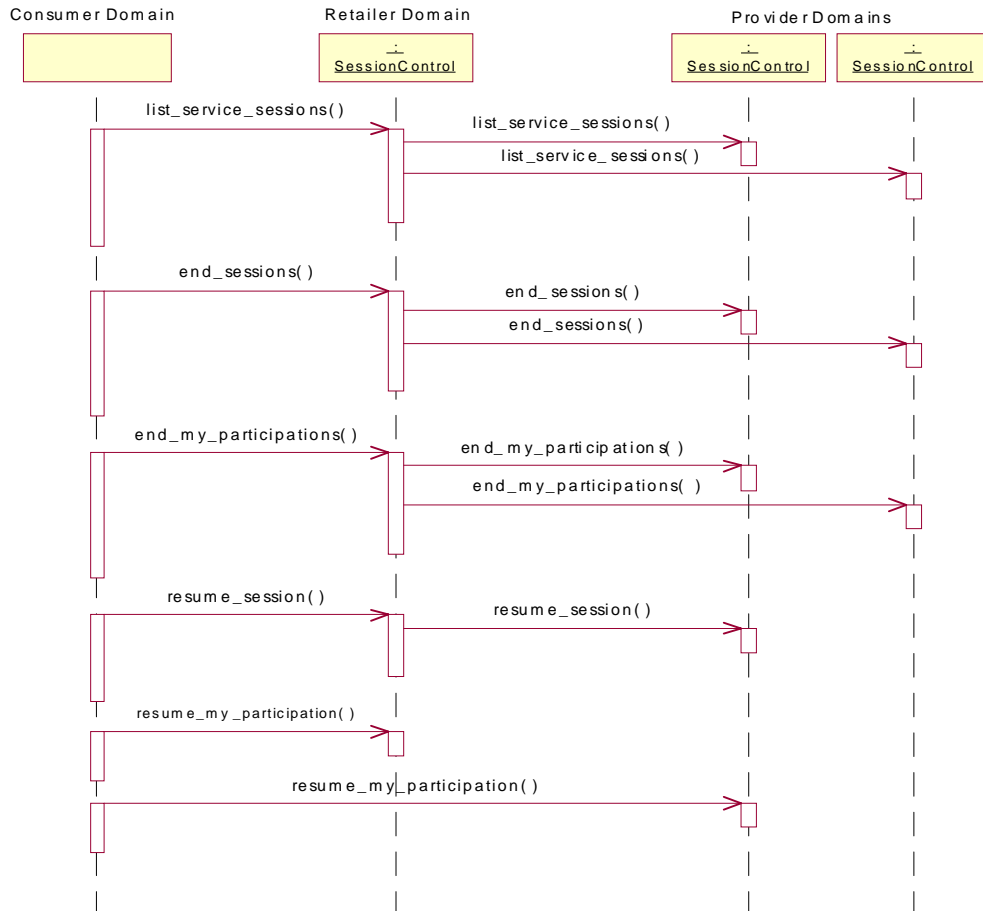 Consumer Domain
Retailer Domain
Provider Domains
:
SessionControl
:
SessionControl
:
SessionControl
list_service_sessions()
list_service_sessions()
list_service_sessions()
end_sessions()
end_sessions()
end_sessions()
end_my_participations()
end_my_participations()
end_my_participations( )
resume_session()
resume_session()
resume_my_participation()
resume_my_participation()